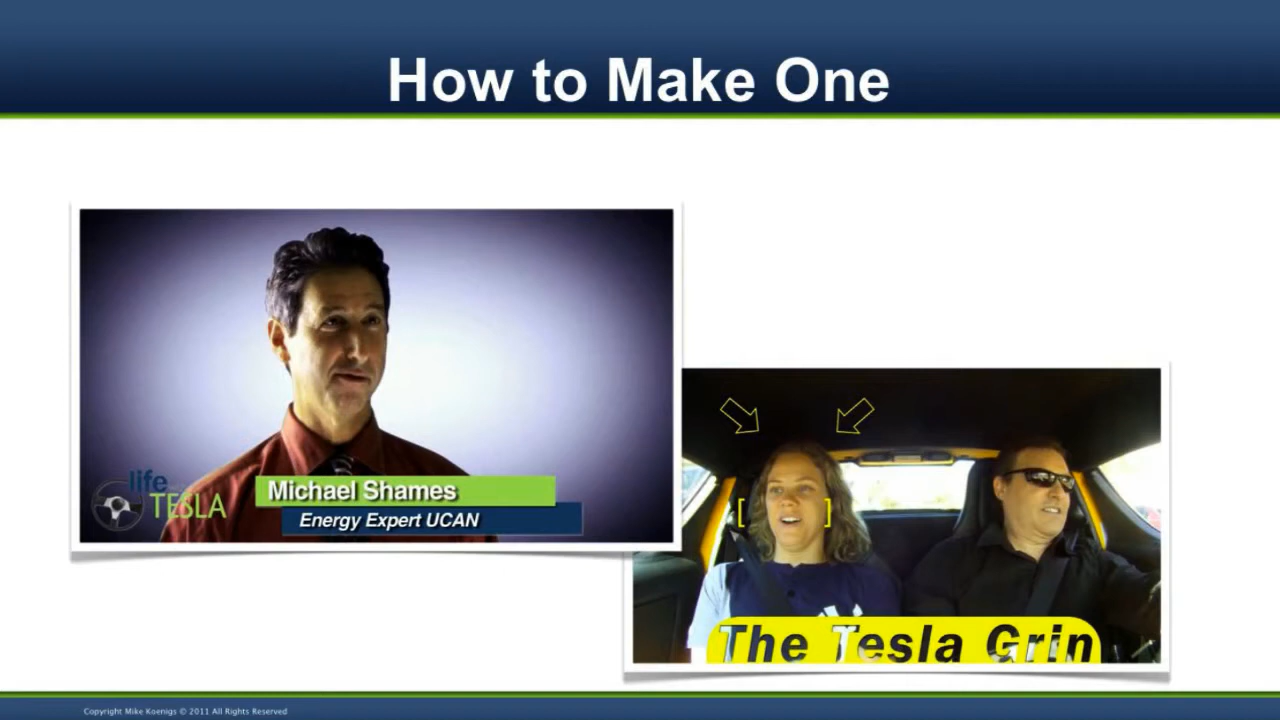 How to Make One
life
TESLA
Michael Shames
Energy Expert UCAN
The Tesla Grin
Copyright Mike Koenigs © 2011 All Rights Reserved